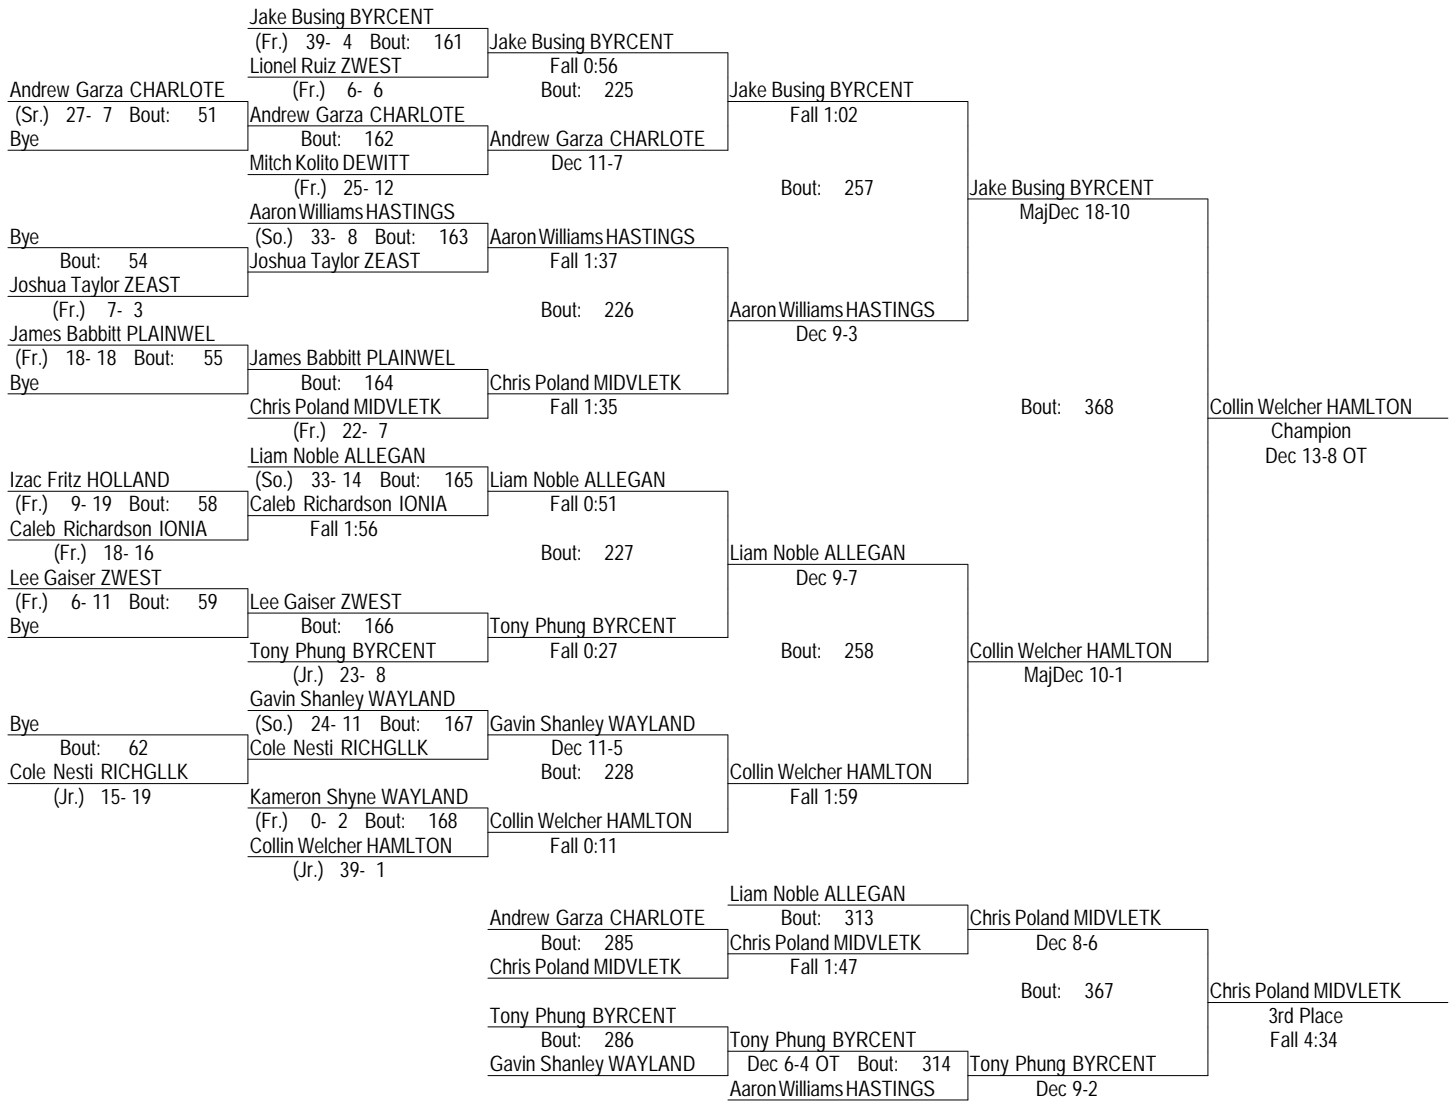 Jake Busing BYRCENT
(Fr.) 39- 4 Bout: 161 Jake Busing BYRCENT
Lionel Ruiz ZWEST Fall 0:56
Andrew Garza CHARLOTE (Fr.) 6- 6 Bout: 225 Jake Busing BYRCENT
(Sr.) 27- 7 Bout: 51 Andrew Garza CHARLOTE Fall 1:02
Bye Bout: 162 Andrew Garza CHARLOTE
Mitch Kolito DEWITT Dec 11-7
(Fr.) 25- 12 Bout: 257 Jake Busing BYRCENT
Aaron Williams HASTINGS MajDec 18-10
Bye (So.) 33- 8 Bout: 163 Aaron Williams HASTINGS
Bout: 54 Joshua Taylor ZEAST Fall 1:37
Joshua Taylor ZEAST
(Fr.) 7- 3 Bout: 226 Aaron Williams HASTINGS
James Babbitt PLAINWEL Dec 9-3
(Fr.) 18- 18 Bout: 55 James Babbitt PLAINWEL
Bye Bout: 164 Chris Poland MIDVLETK
Chris Poland MIDVLETK Fall 1:35 Bout: 368 Collin Welcher HAMLTON
(Fr.) 22- 7 Champion
Liam Noble ALLEGAN Dec 13-8 OT
Izac Fritz HOLLAND (So.) 33- 14 Bout: 165 Liam Noble ALLEGAN
(Fr.) 9- 19 Bout: 58 Caleb Richardson IONIA Fall 0:51
Caleb Richardson IONIA Fall 1:56
(Fr.) 18- 16 Bout: 227 Liam Noble ALLEGAN
Lee Gaiser ZWEST Dec 9-7
(Fr.) 6- 11 Bout: 59 Lee Gaiser ZWEST
Bye Bout: 166 Tony Phung BYRCENT
Tony Phung BYRCENT Fall 0:27 Bout: 258 Collin Welcher HAMLTON
(Jr.) 23- 8 MajDec 10-1
Gavin Shanley WAYLAND
Bye (So.) 24- 11 Bout: 167 Gavin Shanley WAYLAND
Bout: 62 Cole Nesti RICHGLLK Dec 11-5
Cole Nesti RICHGLLK Bout: 228 Collin Welcher HAMLTON
(Jr.) 15- 19 Kameron Shyne WAYLAND Fall 1:59
(Fr.) 0- 2 Bout: 168 Collin Welcher HAMLTON
Collin Welcher HAMLTON Fall 0:11
(Jr.) 39- 1
Liam Noble ALLEGAN
Andrew Garza CHARLOTE Bout: 313 Chris Poland MIDVLETK
Bout: 285 Chris Poland MIDVLETK Dec 8-6
Chris Poland MIDVLETK Fall 1:47
Bout: 367 Chris Poland MIDVLETK
Tony Phung BYRCENT 3rd Place
Bout: 286 Tony Phung BYRCENT Fall 4:34
Gavin Shanley WAYLAND Dec 6-4 OT Bout: 314 Tony Phung BYRCENT
Aaron Williams HASTINGS Dec 9-2